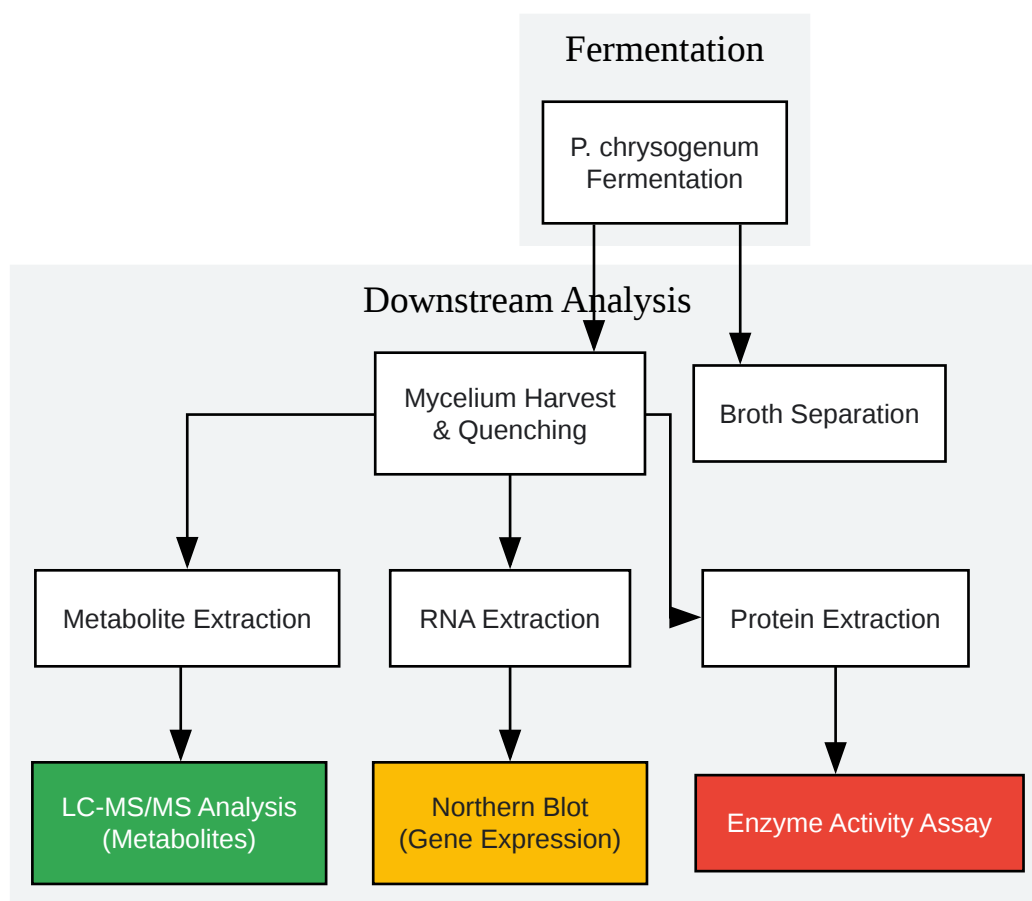 Fermentation
P. chrysogenum
Fermentation
Downstream Analysis
Mycelium Harvest
& Quenching
Broth Separation
Metabolite Extraction
RNA Extraction
Protein Extraction
LC-MS/MS Analysis
(Metabolites)
Northern Blot
(Gene Expression)
Enzyme Activity Assay